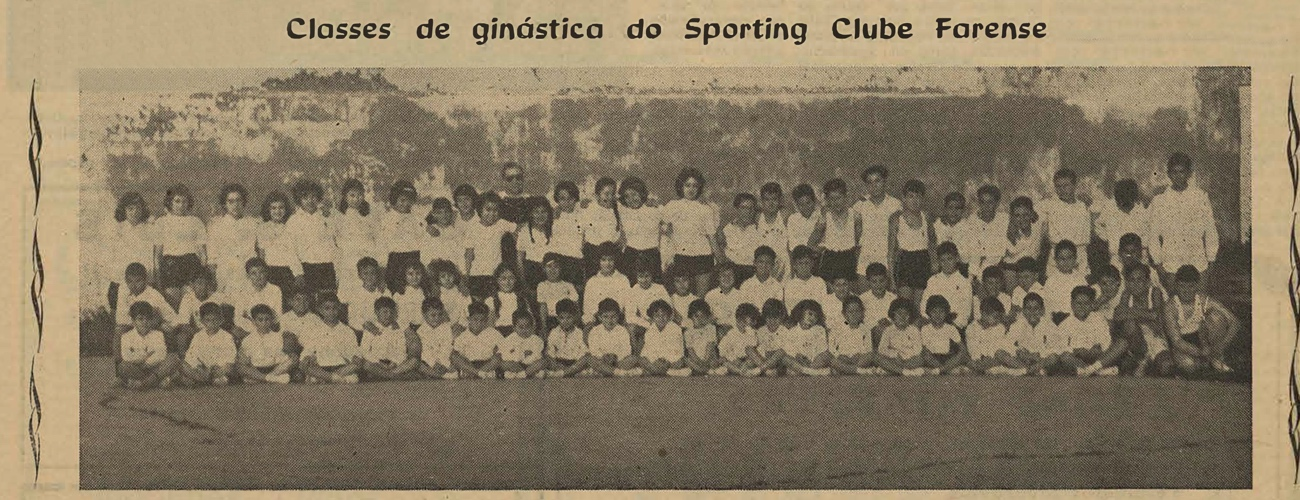 Classes de ginástica do Sporting Clube Farense